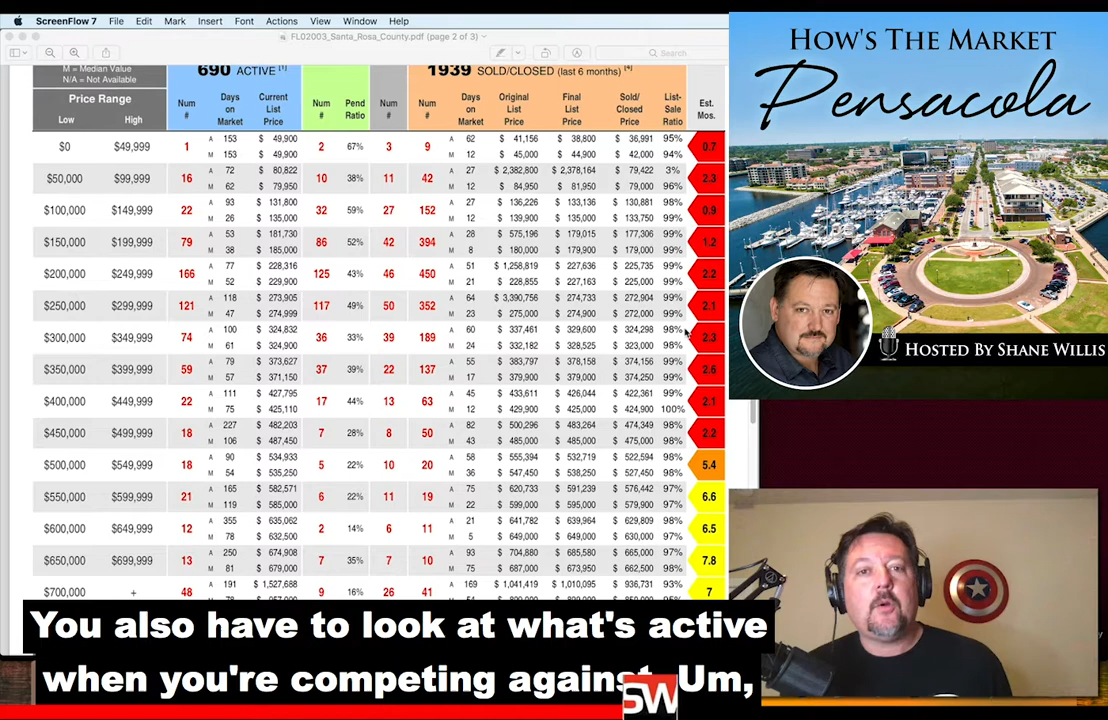 ScreenFlow 7 File Edit Mark Insert Font Actions View Window Help
FL02003_Santa_Rosa_County.pdf (page 2 of 3)
Search
M = Median Value
N/A = Not Available
690 ACTIVE [1]
1939 SOLD/CLOSED (last 6 months) [4]
Price Range
Low High
Num # Days on Market Current List Price Num # Pend Ratio Num # Num # Days on Market Original List Price Final List Price Sold/Closed Price List-Sale Ratio Est. Mos.
$0 $49,999 1 A 153 $ 49,900 2 67% 3 9 A 62 $ 41,156 $ 38,800 $ 36,991 95% 0.7
M 153 $ 49,900 M 12 $ 45,000 $ 44,900 $ 42,000 94%
$50,000 $99,999 16 A 72 $ 80,822 10 38% 11 42 A 27 $ 2,382,800 $ 2,378,164 $ 79,422 3% 2.3
M 62 $ 79,950 M 12 $ 84,950 $ 81,950 $ 79,000 96%
$100,000 $149,999 22 A 93 $ 131,800 32 59% 27 152 A 27 $ 136,226 $ 133,136 $ 130,881 98% 0.9
M 26 $ 135,000 M 12 $ 139,900 $ 135,000 $ 133,750 99%
$150,000 $199,999 79 A 53 $ 181,730 86 52% 42 394 A 28 $ 575,196 $ 179,015 $ 177,306 99% 1.2
M 38 $ 185,000 M 8 $ 180,000 $ 179,900 $ 179,000 99%
$200,000 $249,999 166 A 77 $ 228,316 125 43% 46 450 A 51 $ 1,258,819 $ 227,636 $ 225,735 99% 2.2
M 52 $ 229,900 M 21 $ 228,855 $ 227,163 $ 225,000 99%
$250,000 $299,999 121 A 118 $ 273,905 117 49% 50 352 A 64 $ 3,390,756 $ 274,733 $ 272,904 99% 2.1
M 47 $ 274,999 M 23 $ 275,000 $ 274,900 $ 272,000 99%
$300,000 $349,999 74 A 100 $ 324,832 36 33% 39 189 A 60 $ 337,461 $ 329,600 $ 324,298 98% 2.3
M 61 $ 324,900 M 24 $ 332,182 $ 328,525 $ 323,000 98%
$350,000 $399,999 59 A 79 $ 373,627 37 39% 22 137 A 55 $ 383,797 $ 378,158 $ 374,156 99% 2.6
M 57 $ 371,150 M 17 $ 379,900 $ 379,000 $ 374,250 99%
$400,000 $449,999 22 A 111 $ 427,795 17 44% 13 63 A 45 $ 433,611 $ 426,044 $ 422,361 99% 2.1
M 75 $ 425,110 M 12 $ 429,900 $ 425,000 $ 424,900 100%
$450,000 $499,999 18 A 227 $ 482,203 7 28% 8 50 A 82 $ 500,296 $ 483,264 $ 474,349 98% 2.2
M 106 $ 487,450 M 43 $ 485,000 $ 485,000 $ 475,000 98%
$500,000 $549,999 18 A 90 $ 534,933 5 22% 10 20 A 58 $ 555,394 $ 532,719 $ 522,594 98% 5.4
M 54 $ 535,250 M 36 $ 547,450 $ 538,250 $ 527,450 98%
$550,000 $599,999 21 A 165 $ 582,571 6 22% 11 19 A 75 $ 620,733 $ 591,239 $ 576,442 97% 6.6
M 119 $ 585,000 M 22 $ 599,000 $ 595,000 $ 579,900 97%
$600,000 $649,999 12 A 355 $ 635,062 2 14% 6 11 A 21 $ 641,782 $ 639,964 $ 629,809 98% 6.5
M 78 $ 632,500 M 5 $ 649,000 $ 649,000 $ 630,000 97%
$650,000 $699,999 13 A 250 $ 674,908 7 35% 7 10 A 93 $ 704,880 $ 685,580 $ 665,000 97% 7.8
M 81 $ 679,000 M 75 $ 687,000 $ 673,950 $ 662,500 98%
$700,000 + 48 A 191 $ 1,527,688 9 16% 26 41 A 169 $ 1,041,419 $ 1,010,095 $ 936,731 93% 7
HOW'S THE MARKET
Pensacola
HOSTED BY SHANE WILLIS
You also have to look at what's active
when you're competing against. Um,
SW